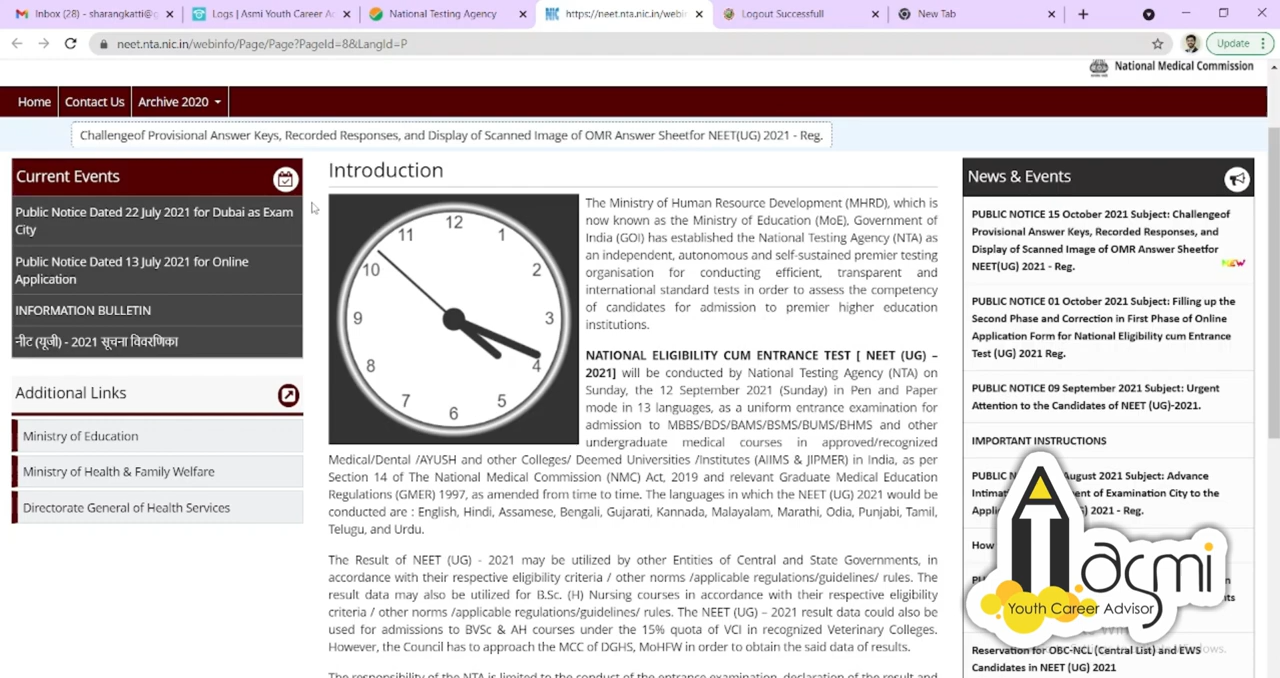 Inbox (28) - sharangkatti@g
Logs | Asmi Youth Career A
National Testing Agency
https://neet.nta.nic.in/webinfo
Logout Successfull
New Tab
neet.nta.nic.in/webinfo/Page/Page?PageId=8&LangId=P
Update
National Medical Commission
Home
Contact Us
Archive 2020
Challengeof Provisional Answer Keys, Recorded Responses, and Display of Scanned Image of OMR Answer Sheetfor NEET(UG) 2021 - Reg.
Current Events
Public Notice Dated 22 July 2021 for Dubai as Exam
City
Public Notice Dated 13 July 2021 for Online
Application
INFORMATION BULLETIN
नीट (यूजी) - 2021 सूचना विवरणिका
Additional Links
Ministry of Education
Ministry of Health & Family Welfare
Directorate General of Health Services
Introduction
12
1
2
3
4
5
6
7
8
9
10
11
The Ministry of Human Resource Development (MHRD), which is
now known as the Ministry of Education (MoE), Government of
India (GOI) has established the National Testing Agency (NTA) as
an independent, autonomous and self-sustained premier testing
organisation for conducting efficient, transparent and
international standard tests in order to assess the competency
of candidates for admission to premier higher education
institutions.
NATIONAL ELIGIBILITY CUM ENTRANCE TEST [ NEET (UG) –
2021] will be conducted by National Testing Agency (NTA) on
Sunday, the 12 September 2021 (Sunday) in Pen and Paper
mode in 13 languages, as a uniform entrance examination for
admission to MBBS/BDS/BAMS/BSMS/BUMS/BHMS and other
undergraduate medical courses in approved/recognized
Medical/Dental /AYUSH and other Colleges/ Deemed Universities /Institutes (AIIMS & JIPMER) in India, as per
Section 14 of The National Medical Commission (NMC) Act, 2019 and relevant Graduate Medical Education
Regulations (GMER) 1997, as amended from time to time. The languages in which the NEET (UG) 2021 would be
conducted are : English, Hindi, Assamese, Bengali, Gujarati, Kannada, Malayalam, Marathi, Odia, Punjabi, Tamil,
Telugu, and Urdu.
The Result of NEET (UG) - 2021 may be utilized by other Entities of Central and State Governments, in
accordance with their respective eligibility criteria / other norms /applicable regulations/guidelines/ rules. The
result data may also be utilized for B.Sc. (H) Nursing courses in accordance with their respective eligibility
criteria / other norms /applicable regulations/guidelines/ rules. The NEET (UG) – 2021 result data could also be
used for admissions to BVSc & AH courses under the 15% quota of VCI in recognized Veterinary Colleges.
However, the Council has to approach the MCC of DGHS, MoHFW in order to obtain the said data of results.
The responsibility of the NTA is limited to the conduct of the entrance examination, declaration of the result and
News & Events
PUBLIC NOTICE 15 October 2021 Subject: Challengeof
Provisional Answer Keys, Recorded Responses, and
Display of Scanned Image of OMR Answer Sheetfor
NEET(UG) 2021 - Reg.
NEW
PUBLIC NOTICE 01 October 2021 Subject: Filling up the
Second Phase and Correction in First Phase of Online
Application Form for National Eligibility cum Entrance
Test (UG) 2021 Reg.
PUBLIC NOTICE 09 September 2021 Subject: Urgent
Attention to the Candidates of NEET (UG)-2021.
IMPORTANT INSTRUCTIONS
August 2021 Subject: Advance
of Examination City to the
2021 - Reg.
How
asmi
Youth Career Advisor
Reservation for OBC-NCL (Central List) and EWS
Candidates in NEET (UG) 2021